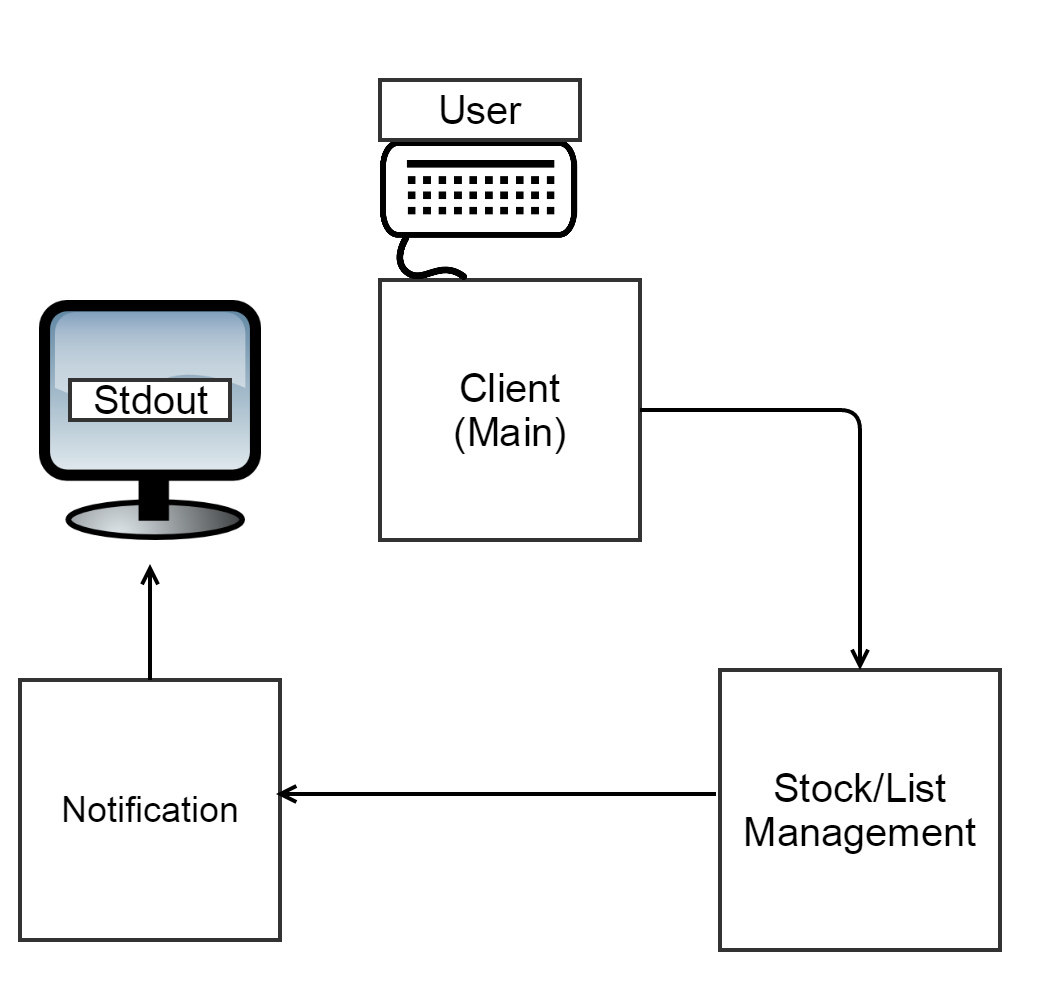 User
Client
(Main)
Stdout
Notification
Stock/List
Management